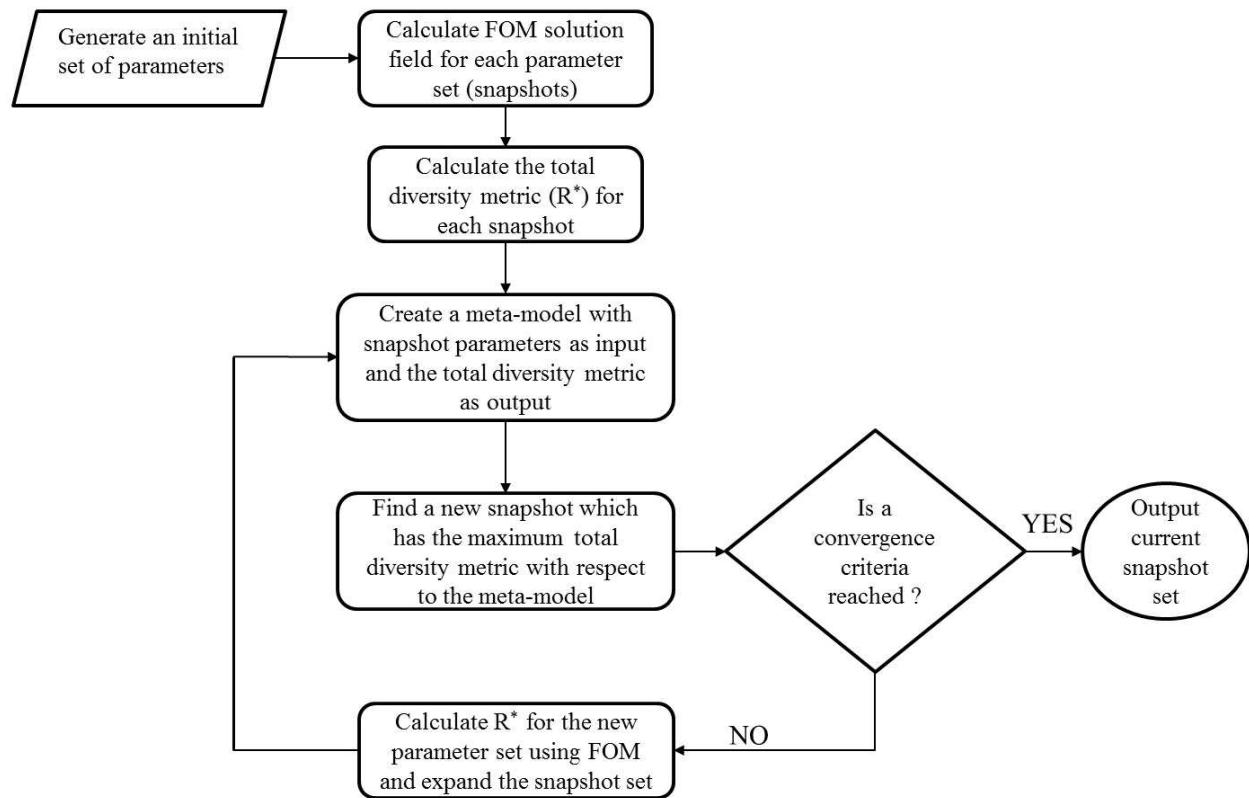 Generate an initial
set of parameters
Calculate FOM solution
field for each parameter
set (snapshots)
Calculate the total
diversity metric (R*) for
each snapshot
Create a meta-model with
snapshot parameters as input
and the total diversity metric
as output
Find a new snapshot which
has the maximum total
diversity metric with respect
to the meta-model
Is a
convergence
criteria
reached ?
YES
Output
current
snapshot
set
NO
Calculate R* for the new
parameter set using FOM
and expand the snapshot set